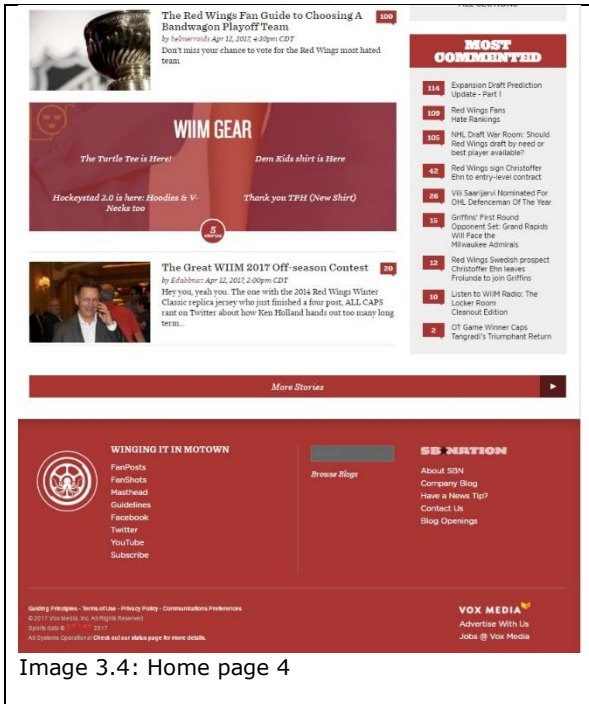 The Red Wings Fan Guide to Choosing A
Bandwagon Playoff Team
100
by helmerroids Apr 12, 2017, 4:30pm CDT
Don't miss your chance to vote for the Red Wings most hated
team
WIIM GEAR
The Turtle Tee is Here!
Dem Kids shirt is Here
Hockeystad 2.0 is here: Hoodies & V-
Necks too
Thank you TPH (New Shirt)
5
stories
The Great WIIM 2017 Off-season Contest
20
by Edublmaz Apr 12, 2017, 2:00pm CDT
Hey you, yeah you. The one with the 2014 Red Wings Winter
Classic replica jersey who just finished a four post, ALL CAPS
rant on Twitter about how Ken Holland hands out too many long
term...
MOST
COMMENTED
114 Expansion Draft Prediction
Update - Part 1
109 Red Wings Fans
Hate Rankings
105 NHL Draft War Room: Should
Red Wings draft by need or
best player available?
42 Red Wings sign Christoffer
Ehn to entry-level contract
26 Vili Saarijarvi Nominated For
OHL Defenceman Of The Year
15 Griffins' First Round
Opponent Set: Grand Rapids
Will Face the
Milwaukee Admirals
12 Red Wings Swedish prospect
Christoffer Ehn leaves
Frolunda to join Griffins
10 Listen to WIIM Radio: The
Locker Room
Cleanout Edition
2 OT Game Winner Caps
Tangradi's Triumphant Return
More Stories
WINGING IT IN MOTOWN
FanPosts
FanShots
Masthead
Guidelines
Facebook
Twitter
YouTube
Subscribe
Browse Blogs
SB NATION
About SBN
Company Blog
Have a News Tip?
Contact Us
Blog Openings
Guiding Principles - Terms of Use - Privacy Policy - Communications Preferences
© 2017 Vox Media, Inc. All Rights Reserved
Sports data © 2017
All Systems Operational Check out our status page for more details.
VOX MEDIA
Advertise With Us
Jobs @ Vox Media
Image 3.4: Home page 4